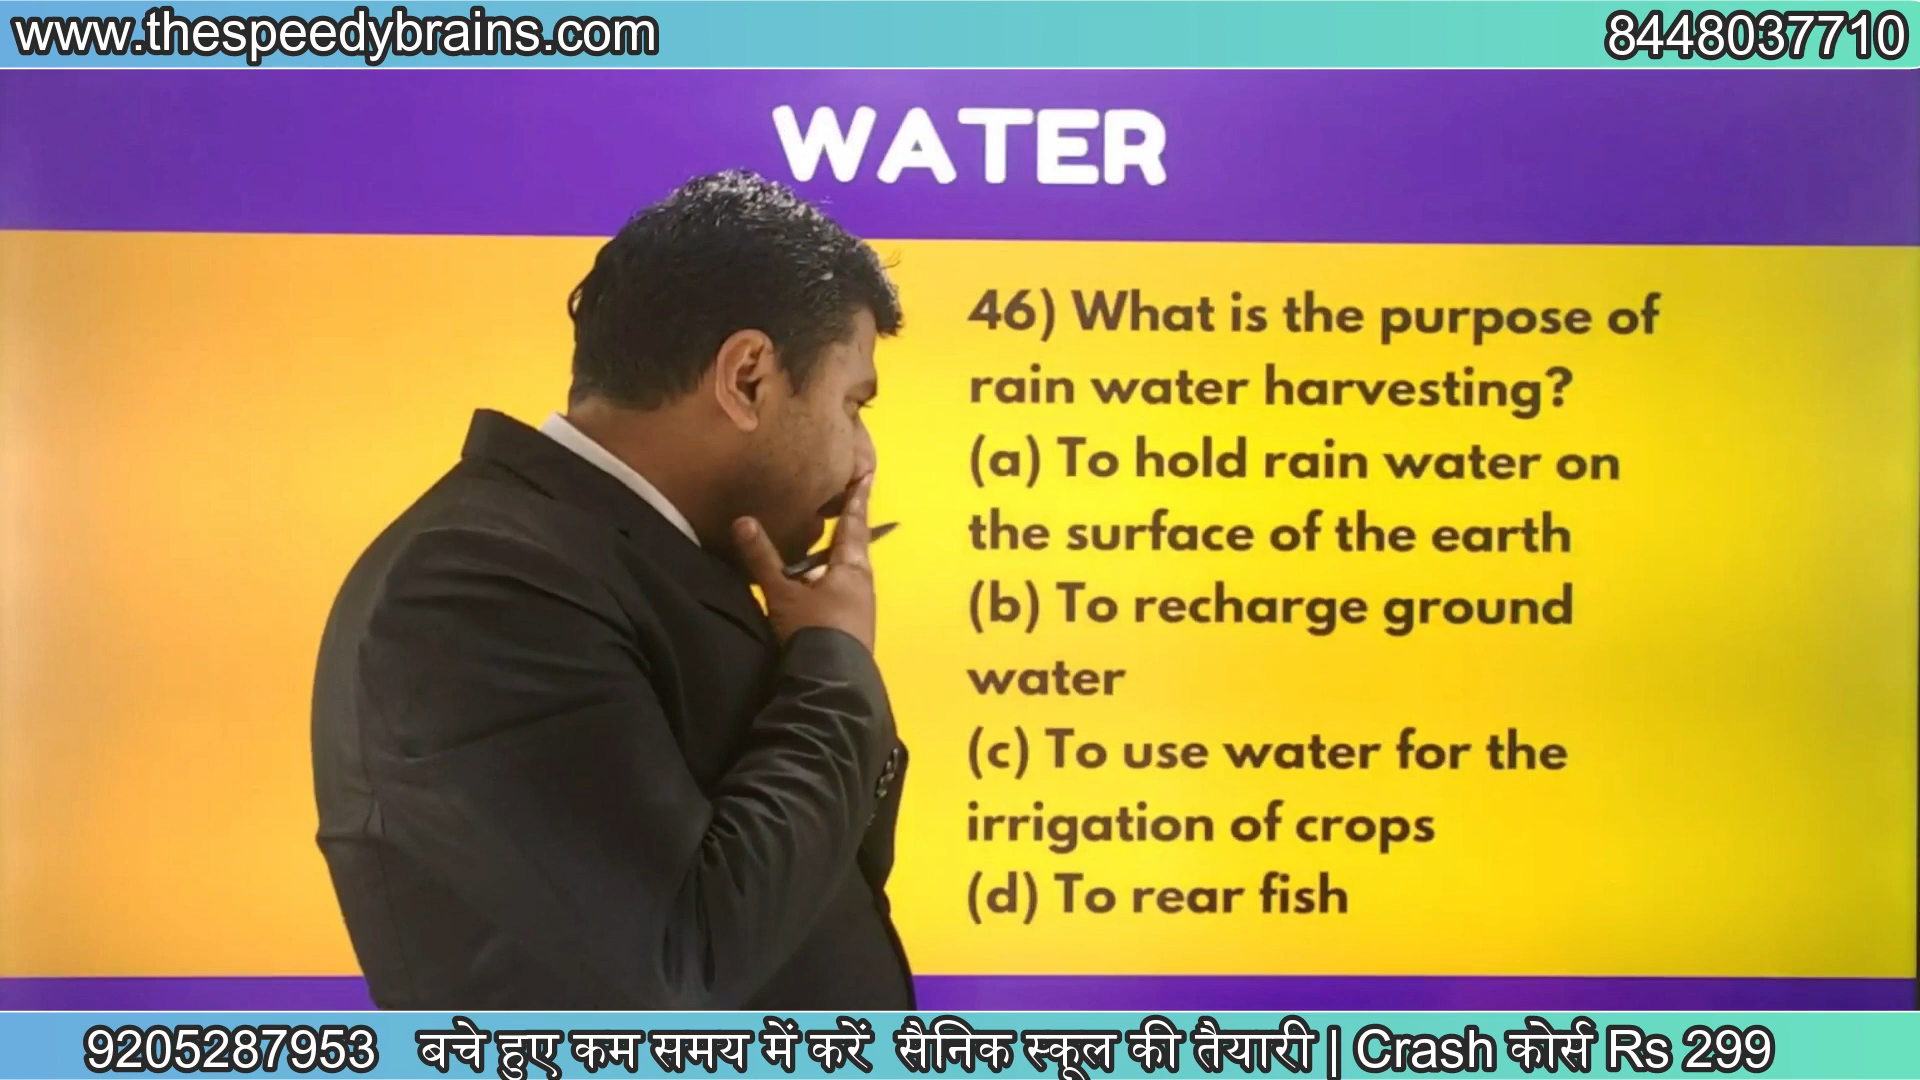 www.thespeedybrains.com
8448037710
WATER
46) What is the purpose of
rain water harvesting?
(a) To hold rain water on
the surface of the earth
(b) To recharge ground
water
(c) To use water for the
irrigation of crops
(d) To rear fish
9205287953 बचे हुए कम समय में करें सैनिक स्कूल की तैयारी | Crash कोर्स Rs 299